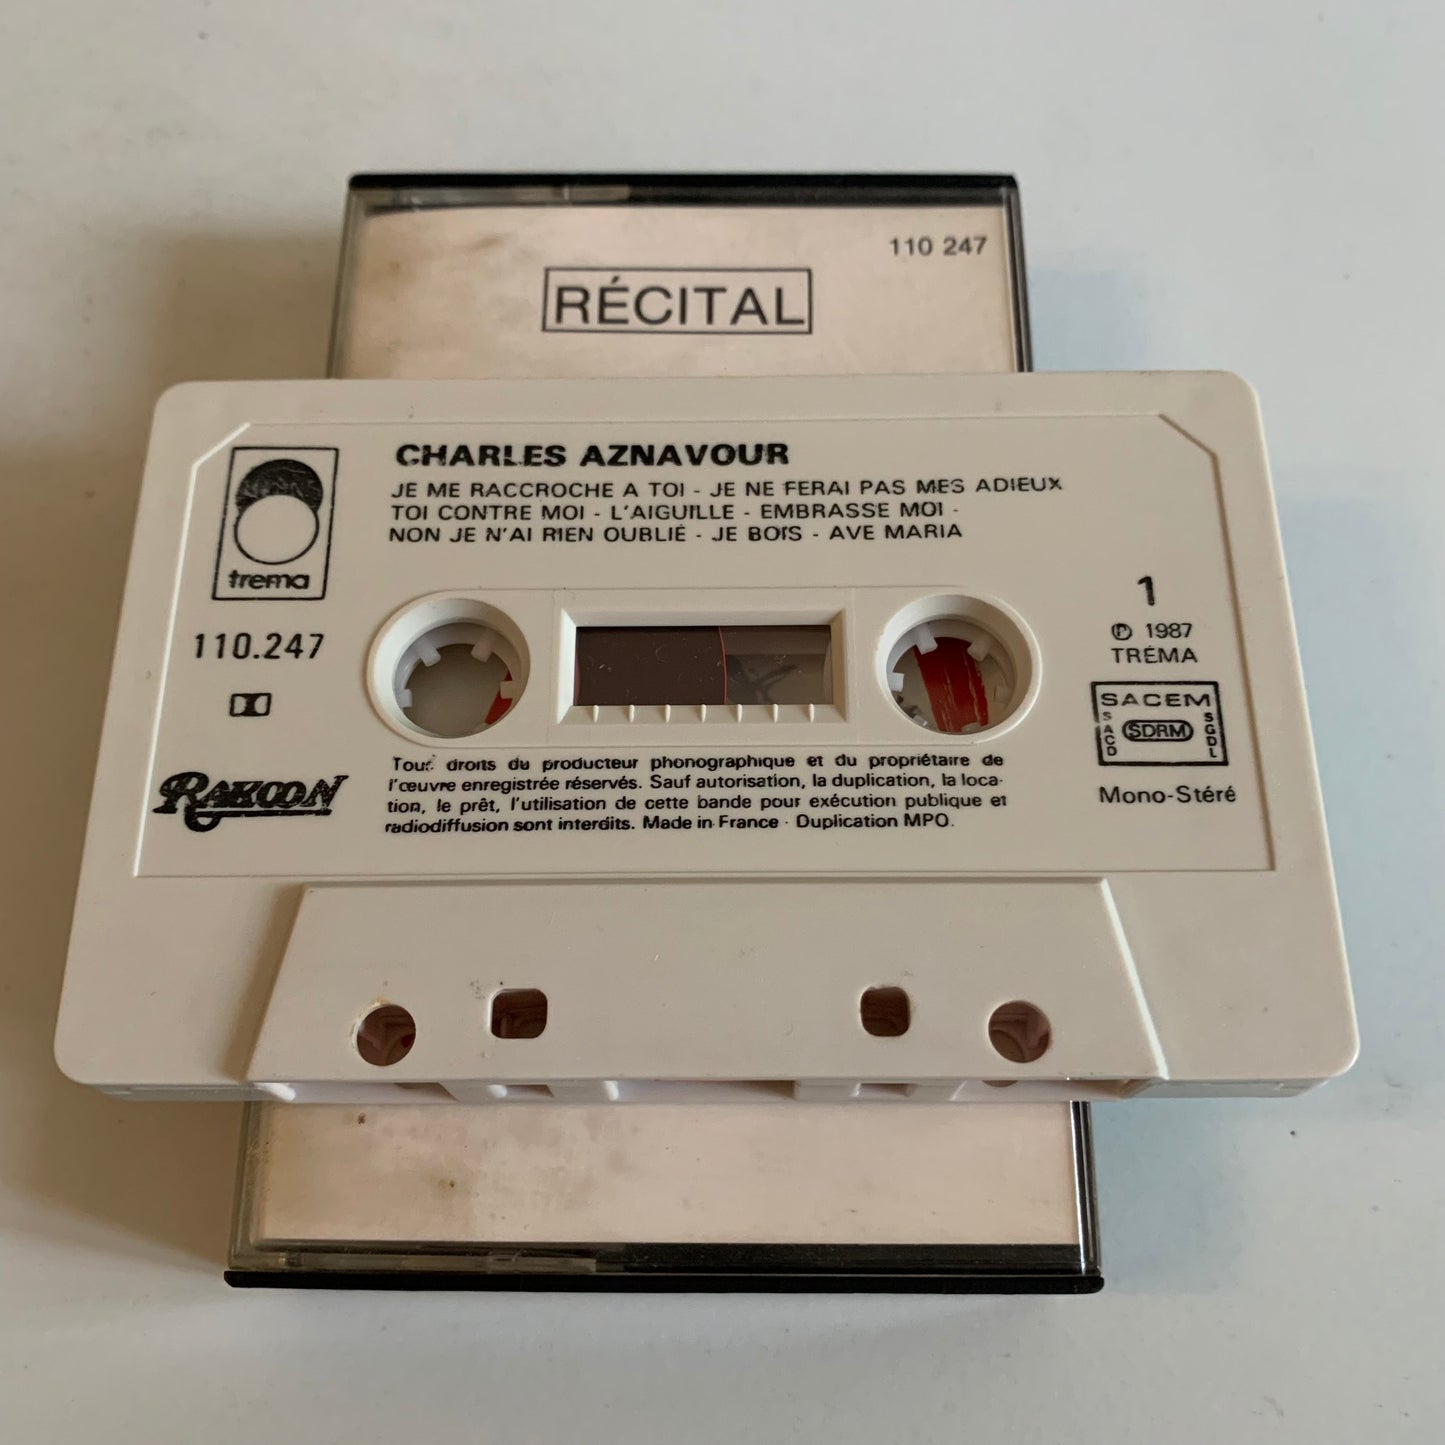 110 247
RÉCITAL
CHARLES AZNAVOUR
JE ME RACCROCHE A TOI - JE NE FERAI PAS MES ADIEUX
TOI CONTRE MOI - L'AIGUILLE - EMBRASSE MOI -
NON JE N'AI RIEN OUBLIÉ - JE BOIS - AVE MARIA
trema
110.247
1
℗ 1987
TRÉMA
SACEM
SACD
SDRM
SGDL
Mono-Stéré
RAKOON
Tous droits du producteur phonographique et du propriétaire de
l'œuvre enregistrée réservés. Sauf autorisation, la duplication, la loca-
tion, le prêt, l'utilisation de cette bande pour exécution publique et
radiodiffusion sont interdits. Made in France - Duplication MPO.